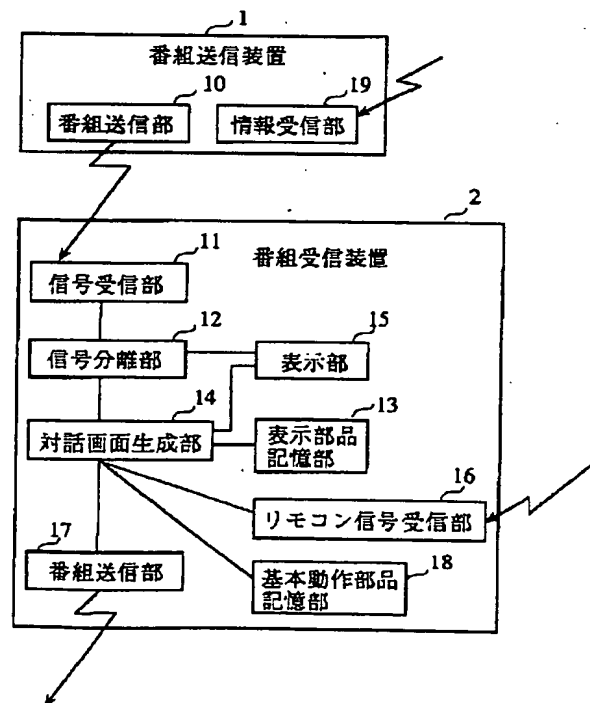 1
番組送信装置
10
19
番組送信部
情報受信部
2
番組受信装置
11
信号受信部
12
15
信号分離部
表示部
14
13
対話画面生成部
表示部品
記憶部
16
リモコン信号受信部
17
番組送信部
18
基本動作部品
記憶部